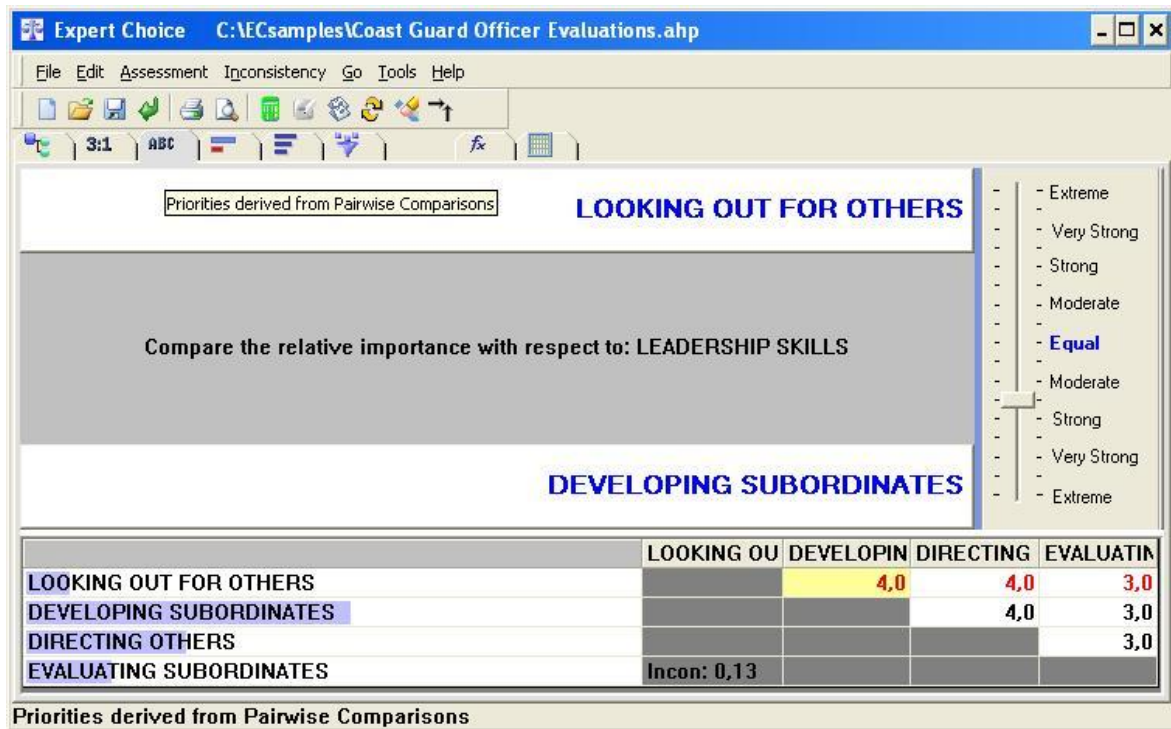 Expert Choice C:\ECsamples\Coast Guard Officer Evaluations.ahp
File Edit Assessment Inconsistency Go Tools Help
3:1 ABC fx
Priorities derived from Pairwise Comparisons
LOOKING OUT FOR OTHERS
Compare the relative importance with respect to: LEADERSHIP SKILLS
DEVELOPING SUBORDINATES
Extreme
Very Strong
Strong
Moderate
Equal
Moderate
Strong
Very Strong
Extreme
LOOKING OU DEVELOPIN DIRECTING EVALUATIN
LOOKING OUT FOR OTHERS 4,0 4,0 3,0
DEVELOPING SUBORDINATES 4,0 3,0
DIRECTING OTHERS 3,0
EVALUATING SUBORDINATES Incon: 0,13
Priorities derived from Pairwise Comparisons